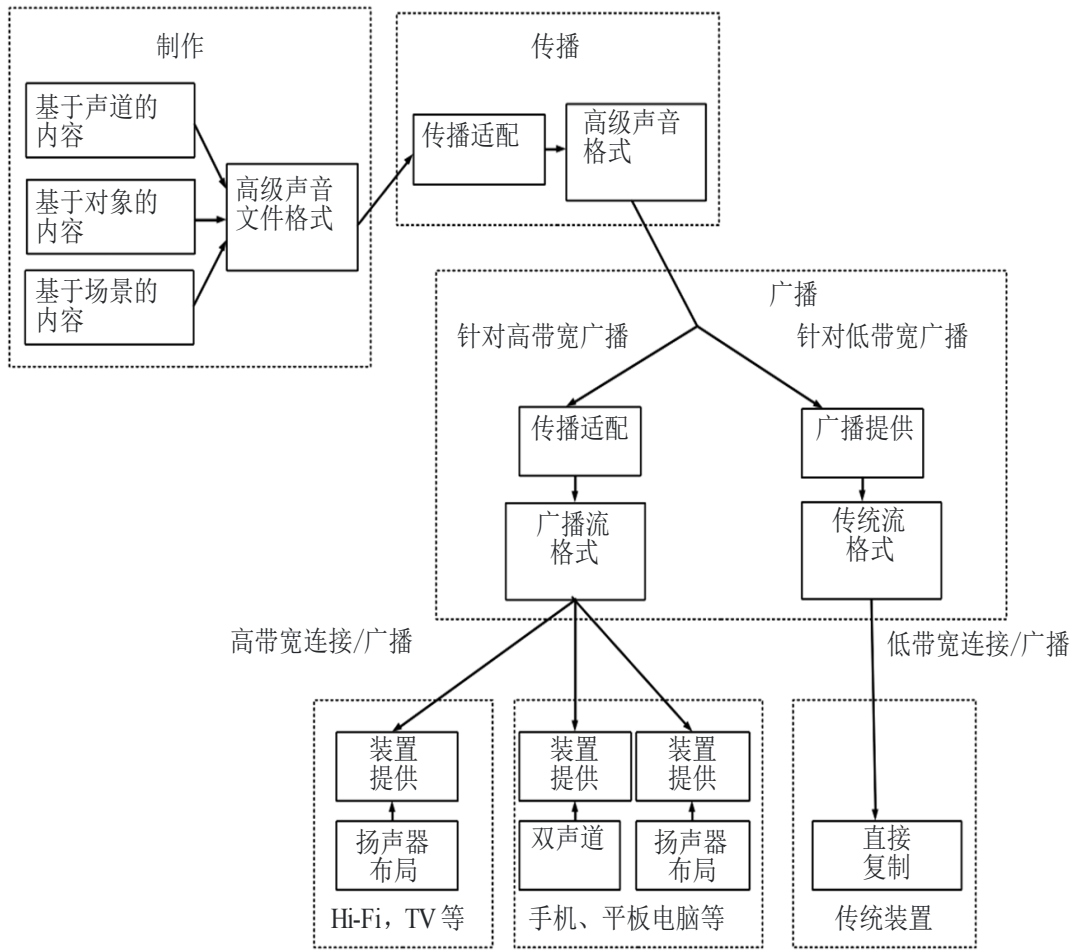 制作
传播
基于声道的
内容
基于对象的
内容
基于场景的
内容
高级声音
文件格式
传播适配
高级声音
格式
广播
针对高带宽广播
针对低带宽广播
传播适配
广播提供
广播流
格式
传统流
格式
高带宽连接/广播
低带宽连接/广播
装置
提供
装置
提供
装置
提供
扬声器
布局
双声道
扬声器
布局
直接
复制
Hi-Fi，TV 等
手机、平板电脑等
传统装置